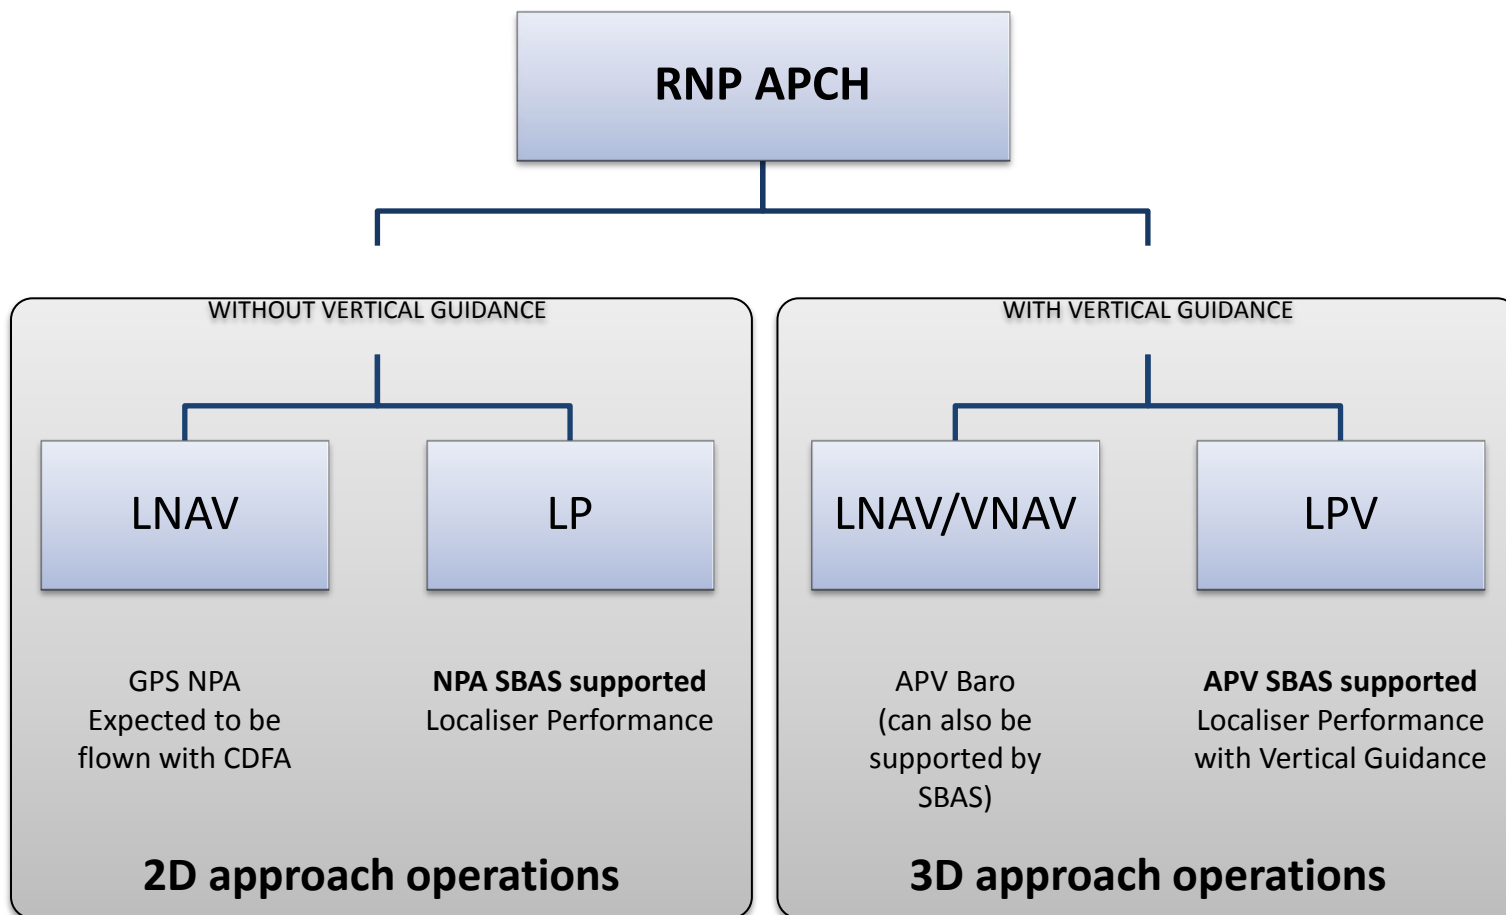 RNP APCH
WITHOUT VERTICAL GUIDANCE
LNAV
LP
GPS NPA
Expected to be
flown with CDFA
NPA SBAS supported
Localiser Performance
2D approach operations
WITH VERTICAL GUIDANCE
LNAV/VNAV
LPV
APV Baro
(can also be
supported by
SBAS)
APV SBAS supported
Localiser Performance
with Vertical Guidance
3D approach operations